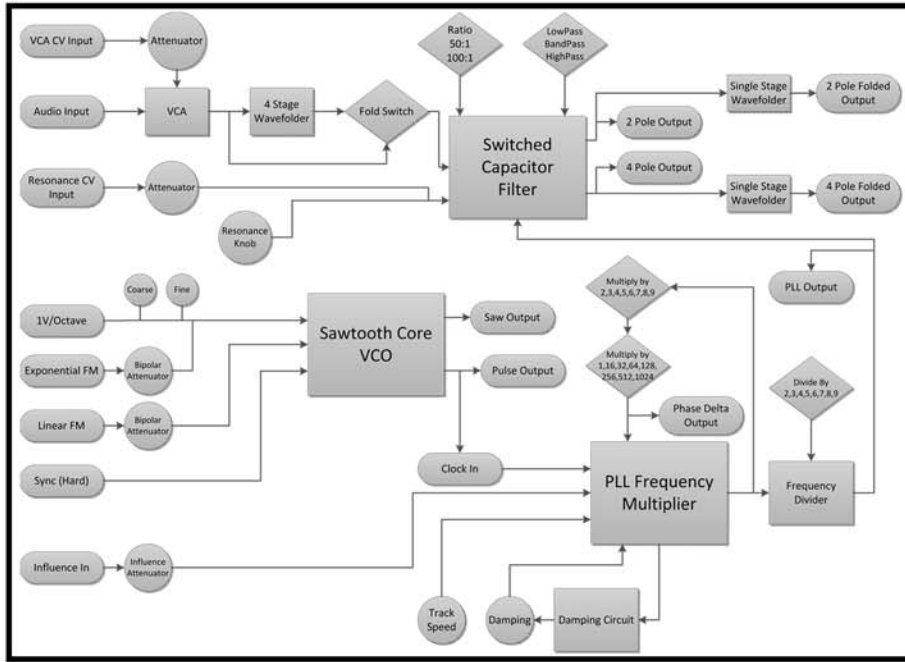 VCA CV Input
Attenuator
Ratio
50:1
100:1
LowPass
BandPass
HighPass
Audio Input
VCA
4 Stage
Wavefolder
Fold Switch
Switched
Capacitor
Filter
Single Stage
Wavefolder
2 Pole Folded
Output
2 Pole Output
4 Pole Output
Resonance CV
Input
Attenuator
Single Stage
Wavefolder
4 Pole Folded
Output
Resonance
Knob
Coarse
Fine
1V/Octave
Sawtooth Core
VCO
Saw Output
Multiply by
2,3,4,5,6,7,8,9
PLL Output
Exponential FM
Bipolar
Attenuator
Pulse Output
Multiply by
1,16,32,64,128,
256,512,1024
Divide By
2,3,4,5,6,7,8,9
Linear FM
Bipolar
Attenuator
Phase Delta
Output
Sync (Hard)
Clock In
PLL Frequency
Multiplier
Frequency
Divider
Influence In
Influence
Attenuator
Track
Speed
Damping
Damping Circuit